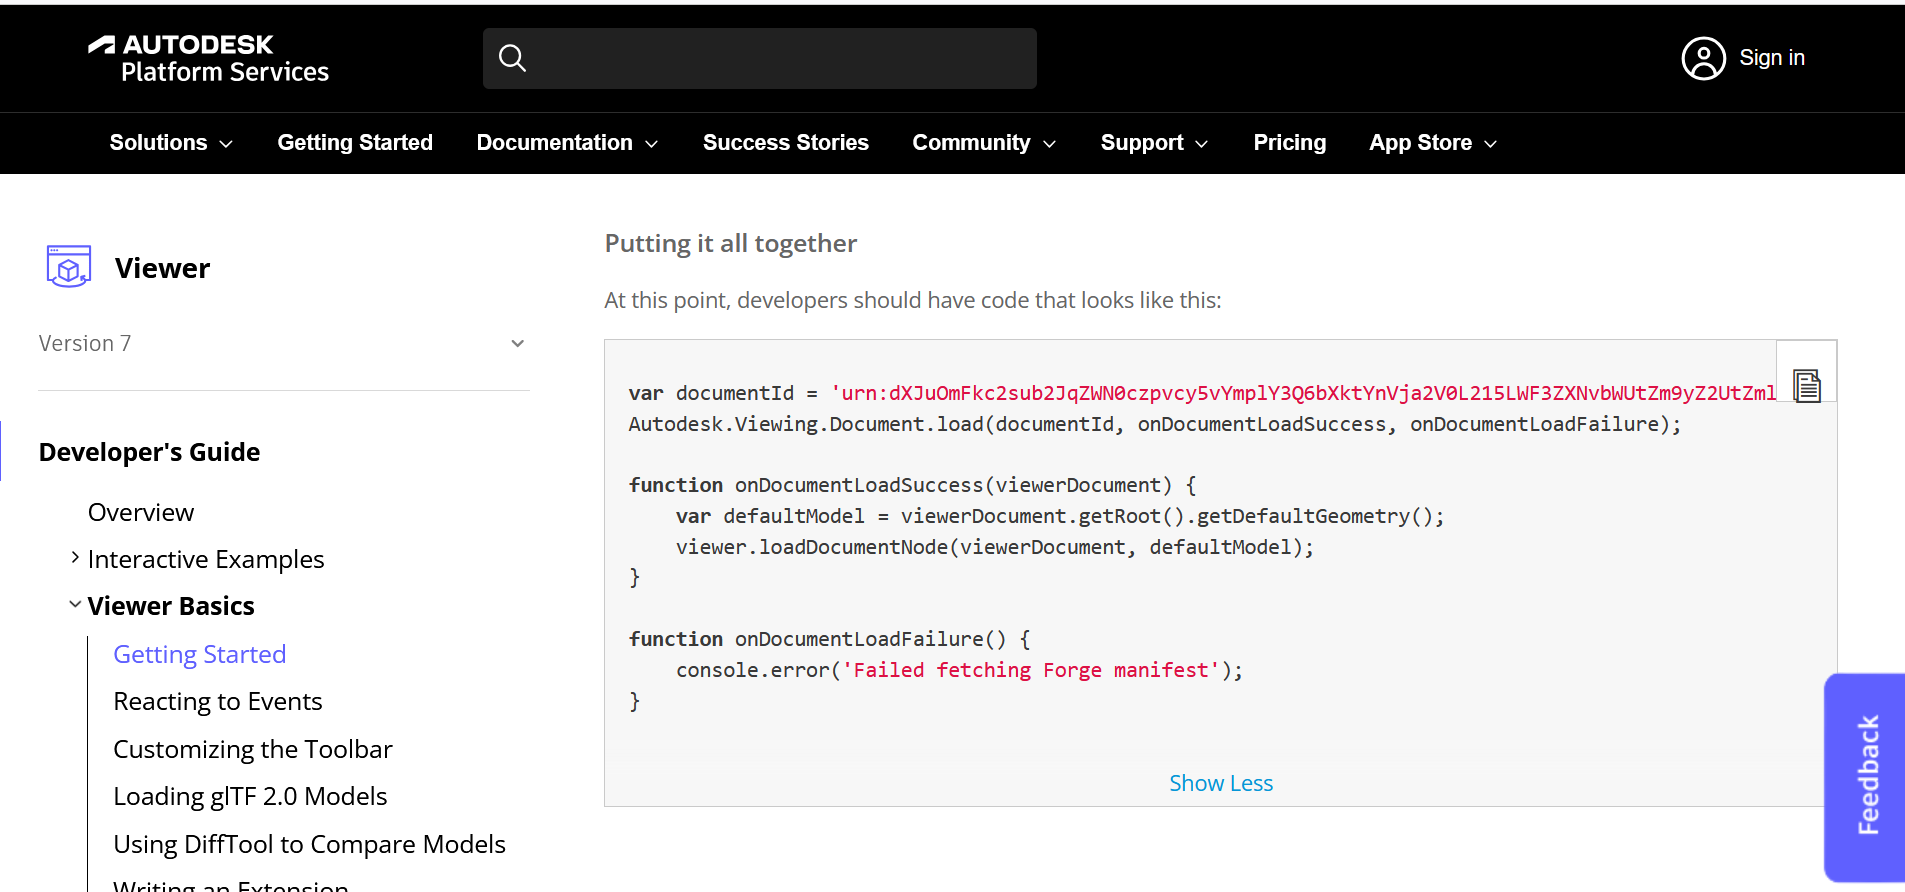 AUTODESK
Platform Services
Sign in
Solutions
Getting Started
Documentation
Success Stories
Community
Support
Pricing
App Store
Viewer
Version 7
Developer's Guide
Overview
Interactive Examples
Viewer Basics
Getting Started
Reacting to Events
Customizing the Toolbar
Loading glTF 2.0 Models
Using DiffTool to Compare Models
Writing an Extension
Putting it all together
At this point, developers should have code that looks like this:
var documentId = 'urn:dXJuOmFkc2sub2JqZWN0czpvcy5vYmplY3Q6bXktYnVja2V0L215LWF3ZXNvbWUtZm9yZ2UtZml
Autodesk.Viewing.Document.load(documentId, onDocumentLoadSuccess, onDocumentLoadFailure);
function onDocumentLoadSuccess(viewerDocument) {
    var defaultModel = viewerDocument.getRoot().getDefaultGeometry();
    viewer.loadDocumentNode(viewerDocument, defaultModel);
}
function onDocumentLoadFailure() {
    console.error('Failed fetching Forge manifest');
}
Show Less
Feedback